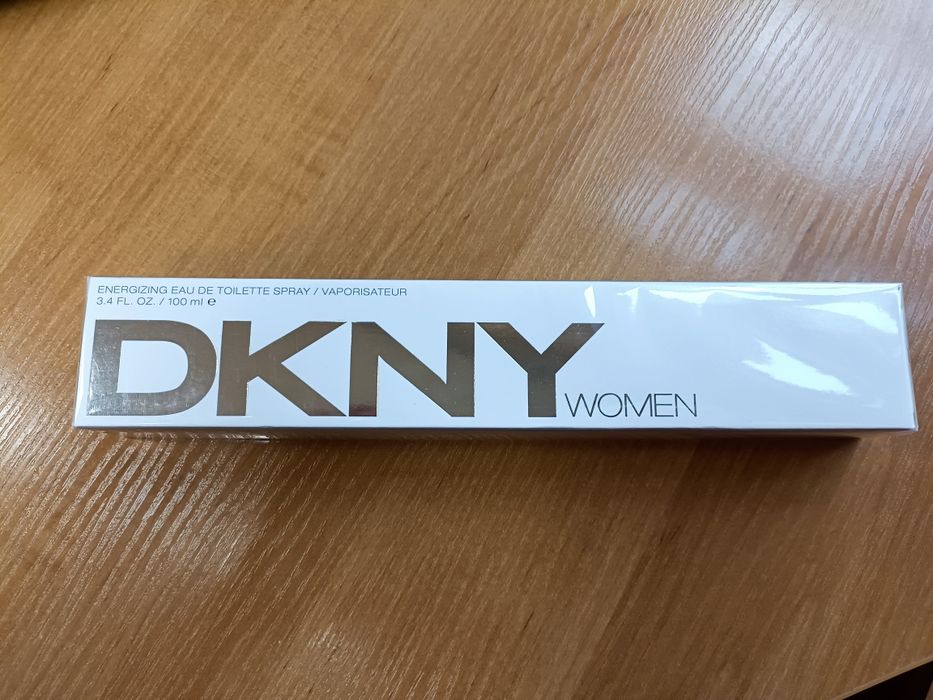 ENERGIZING EAU DE TOILETTE SPRAY / VAPORISATEUR
3.4 FL. OZ. / 100 ml ℮
DKNY WOMEN